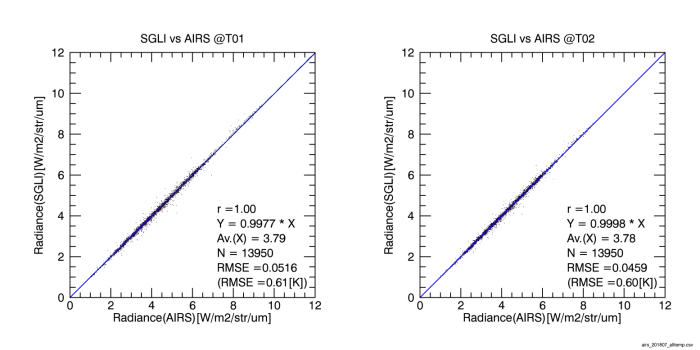 SGLI vs AIRS @T01
12
10
8
6
4
2
0
Radiance(SGLI)[W/m2/str/um]
r =1.00
Y = 0.9977 * X
Av.(X) = 3.79
N = 13950
RMSE =0.0516
(RMSE =0.61[K])
0 2 4 6 8 10 12
Radiance(AIRS)[W/m2/str/um]
SGLI vs AIRS @T02
12
10
8
6
4
2
0
Radiance(SGLI)[W/m2/str/um]
r =1.00
Y = 0.9998 * X
Av.(X) = 3.78
N = 13950
RMSE =0.0459
(RMSE =0.60[K])
0 2 4 6 8 10 12
Radiance(AIRS)[W/m2/str/um]
airs_201807_alltemp.csv